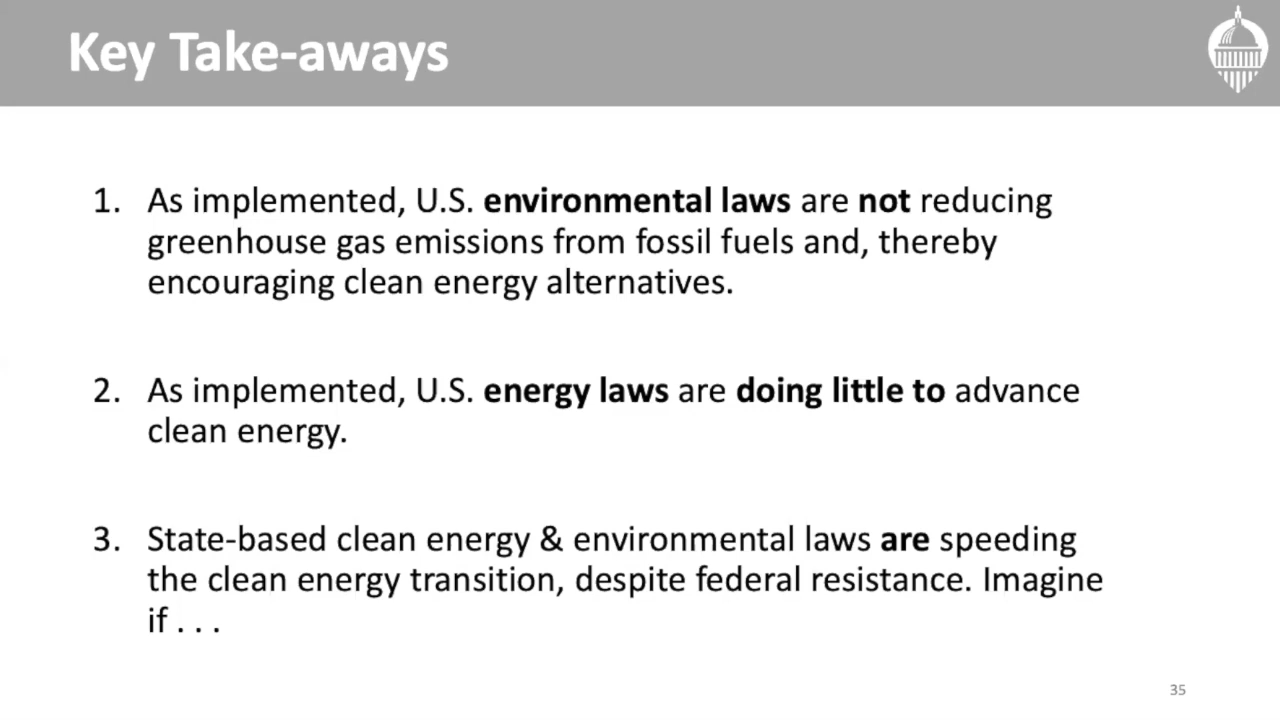 Key Take-aways
1. As implemented, U.S. environmental laws are not reducing
greenhouse gas emissions from fossil fuels and, thereby
encouraging clean energy alternatives.
2. As implemented, U.S. energy laws are doing little to advance
clean energy.
3. State-based clean energy & environmental laws are speeding
the clean energy transition, despite federal resistance. Imagine
if . . .
35